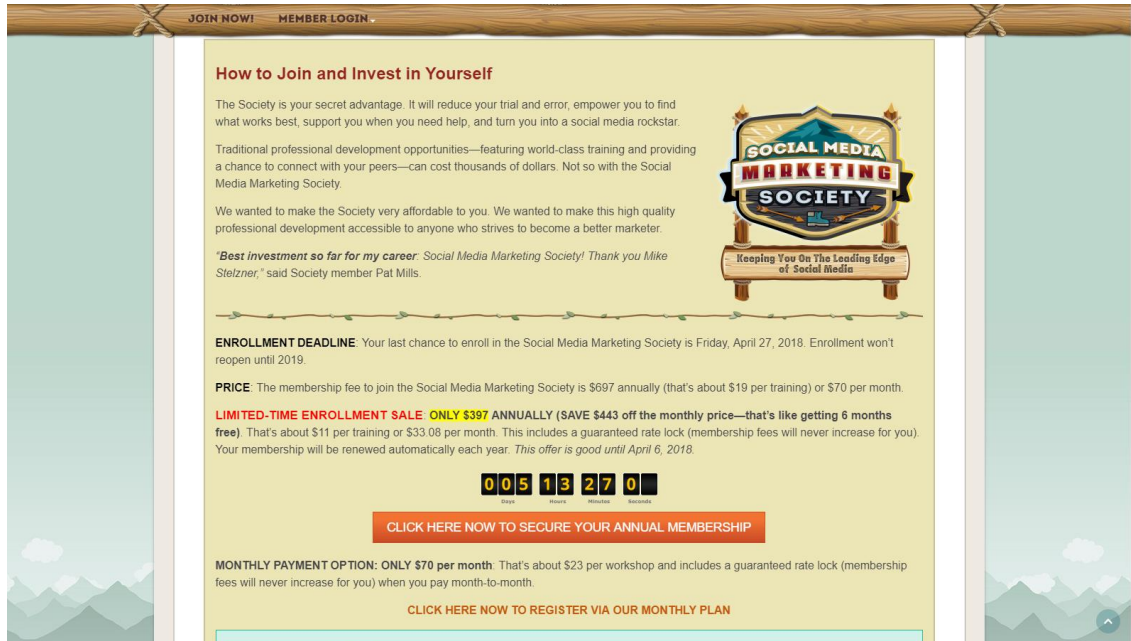 JOIN NOW! MEMBER LOGIN
How to Join and Invest in Yourself
The Society is your secret advantage. It will reduce your trial and error, empower you to find
what works best, support you when you need help, and turn you into a social media rockstar.
Traditional professional development opportunities—featuring world-class training and providing
a chance to connect with your peers—can cost thousands of dollars. Not so with the Social
Media Marketing Society.
We wanted to make the Society very affordable to you. We wanted to make this high quality
professional development accessible to anyone who strives to become a better marketer.
"Best investment so far for my career: Social Media Marketing Society! Thank you Mike
Stelzner," said Society member Pat Mills.
SOCIAL MEDIA
MARKETING
SOCIETY
Keeping You On The Leading Edge
of Social Media
ENROLLMENT DEADLINE: Your last chance to enroll in the Social Media Marketing Society is Friday, April 27, 2018. Enrollment won't
reopen until 2019.
PRICE: The membership fee to join the Social Media Marketing Society is $697 annually (that's about $19 per training) or $70 per month.
LIMITED-TIME ENROLLMENT SALE: ONLY $397 ANNUALLY (SAVE $443 off the monthly price—that's like getting 6 months
free). That's about $11 per training or $33.08 per month. This includes a guaranteed rate lock (membership fees will never increase for you).
Your membership will be renewed automatically each year. This offer is good until April 6, 2018.
005 13 27 0
Days Hours Minutes Seconds
CLICK HERE NOW TO SECURE YOUR ANNUAL MEMBERSHIP
MONTHLY PAYMENT OPTION: ONLY $70 per month: That's about $23 per workshop and includes a guaranteed rate lock (membership
fees will never increase for you) when you pay month-to-month.
CLICK HERE NOW TO REGISTER VIA OUR MONTHLY PLAN